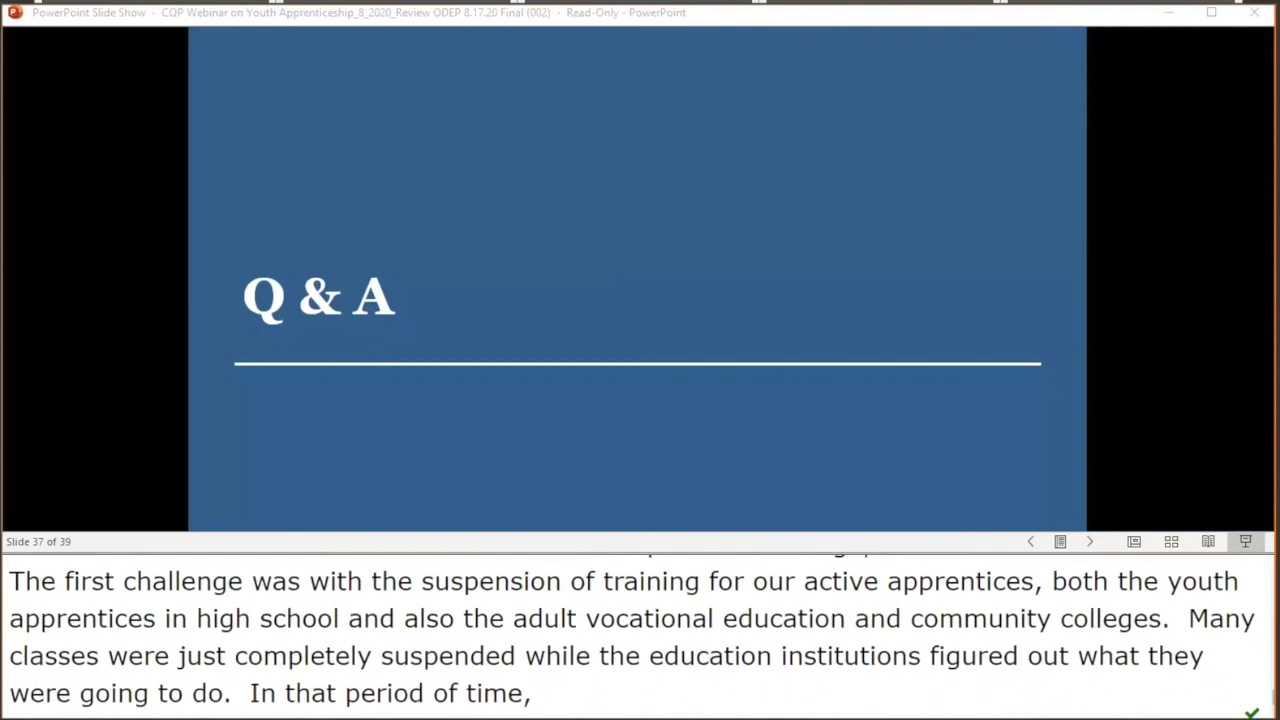 PowerPoint Slide Show - COP Webinar on Youth Apprenticeship_8_2020_Review ODEP 8.17.20 Final (002) - Read-Only - PowerPoint
Q & A
Slide 37 of 39
The first challenge was with the suspension of training for our active apprentices, both the youth
apprentices in high school and also the adult vocational education and community colleges. Many
classes were just completely suspended while the education institutions figured out what they
were going to do. In that period of time,